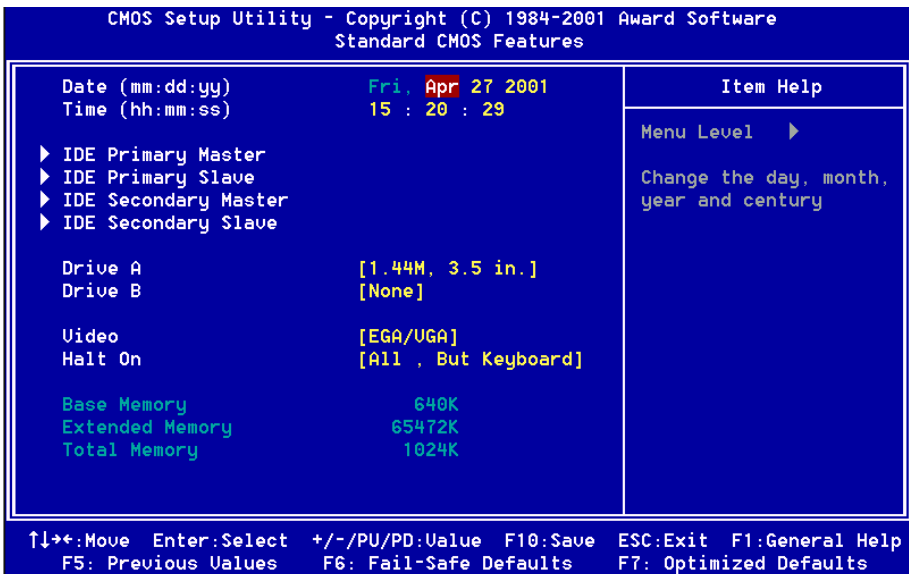 CMOS Setup Utility - Copyright (C) 1984-2001 Award Software
Standard CMOS Features
Date (mm:dd:yy) Fri, Apr 27 2001
Time (hh:mm:ss) 15 : 20 : 29
IDE Primary Master
IDE Primary Slave
IDE Secondary Master
IDE Secondary Slave
Drive A [1.44M, 3.5 in.]
Drive B [None]
Video [EGA/VGA]
Halt On [All , But Keyboard]
Base Memory 640K
Extended Memory 65472K
Total Memory 1024K
Item Help
Menu Level
Change the day, month,
year and century
↑↓→←:Move Enter:Select +/-/PU/PD:Value F10:Save ESC:Exit F1:General Help
F5: Previous Values F6: Fail-Safe Defaults F7: Optimized Defaults